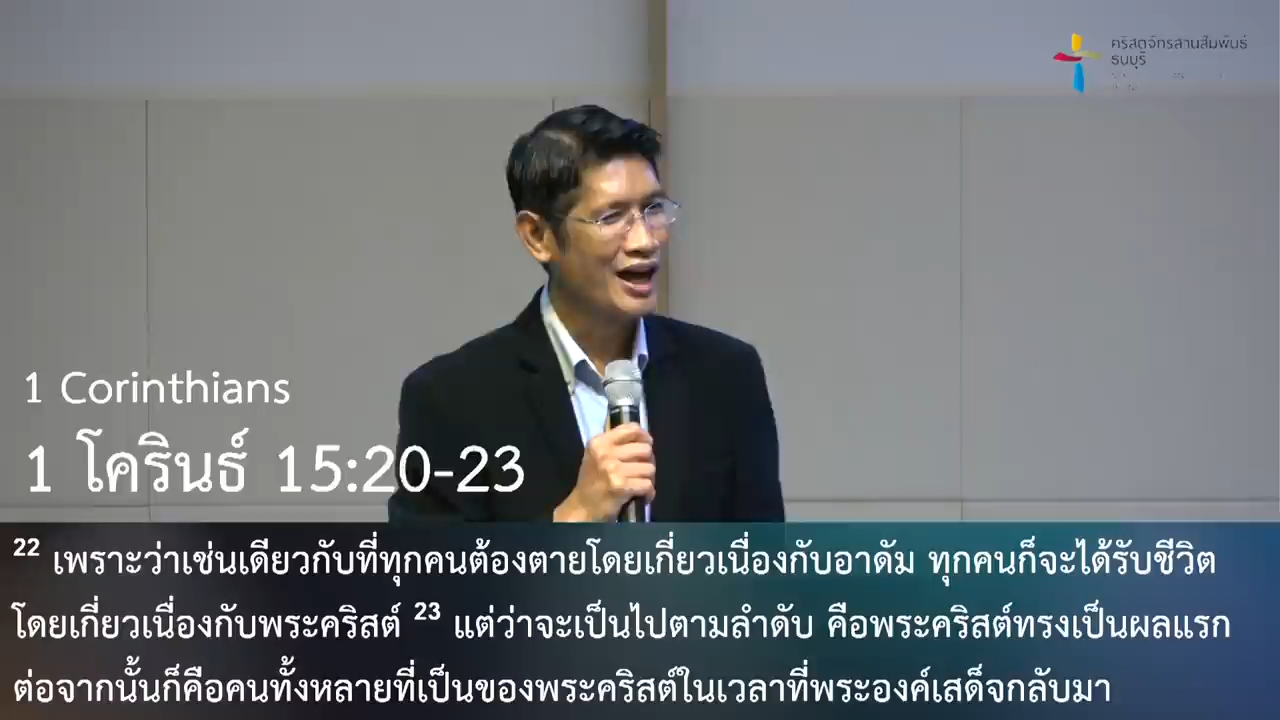 คริสตจักรสานสัมพันธ์
ธนบุรี
1 Corinthians
1 โครินธ์ 15:20-23
22 เพราะว่าเช่นเดียวกับที่ทุกคนต้องตายโดยเกี่ยวเนื่องกับอาดัม ทุกคนก็จะได้รับชีวิต
โดยเกี่ยวเนื่องกับพระคริสต์ 23 แต่ว่าจะเป็นไปตามลำดับ คือพระคริสต์ทรงเป็นผลแรก
ต่อจากนั้นก็คือคนทั้งหลายที่เป็นของพระคริสต์ในเวลาที่พระองค์เสด็จกลับมา